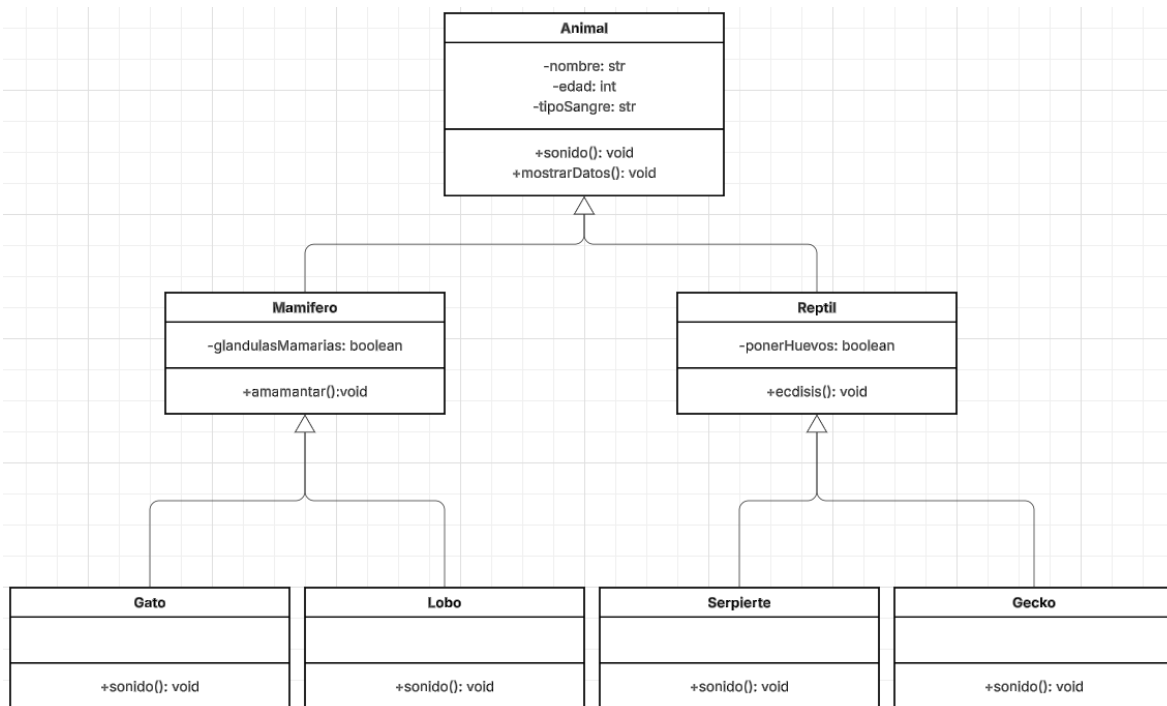 Animal
-nombre: str
-edad: int
-tipoSangre: str
+sonido(): void
+mostrarDatos(): void
Mamifero
-glandulasMamarias: boolean
+amamantar():void
Reptil
-ponerHuevos: boolean
+ecdisis(): void
Gato
+sonido(): void
Lobo
+sonido(): void
Serpierte
+sonido(): void
Gecko
+sonido(): void